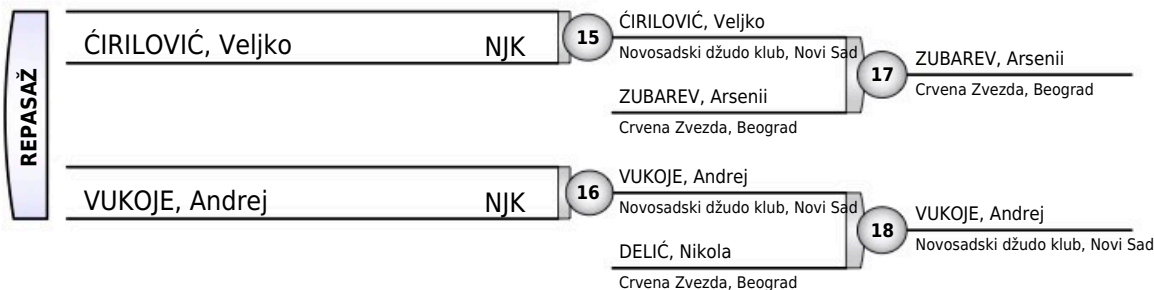 REPASAŽ
ĆIRILOVIĆ, Veljko NJK
15
ĆIRILOVIĆ, Veljko
Novosadski džudo klub, Novi Sad
ZUBAREV, Arsenii
Crvena Zvezda, Beograd
17
ZUBAREV, Arsenii
Crvena Zvezda, Beograd
VUKOJE, Andrej NJK
16
VUKOJE, Andrej
Novosadski džudo klub, Novi Sad
DELIĆ, Nikola
Crvena Zvezda, Beograd
18
VUKOJE, Andrej
Novosadski džudo klub, Novi Sad